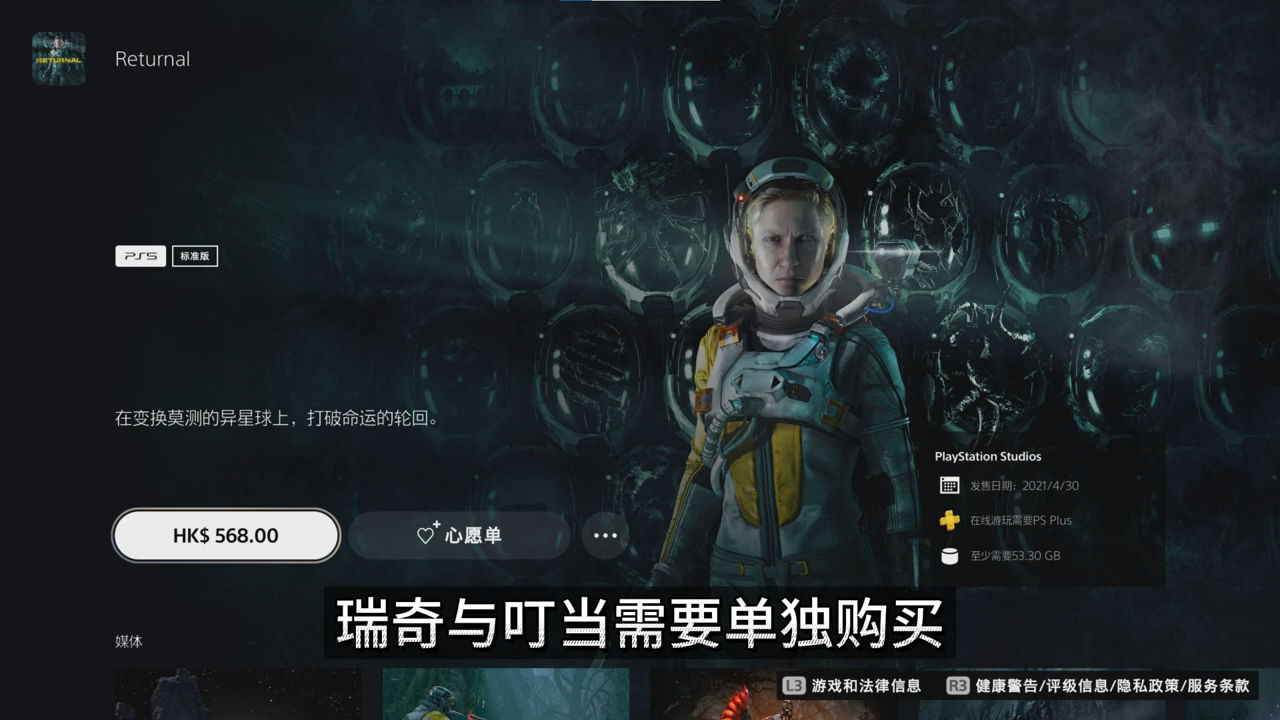 RETURNAL
Returnal
PS5
标准版
在变换莫测的异星球上，打破命运的轮回。
PlayStation Studios
发售日期：2021/4/30
在线游玩需要PS Plus
至少需要53.30 GB
HK$ 568.00
心愿单
瑞奇与叮当需要单独购买
媒体
L3 游戏和法律信息
R3 健康警告/评级信息/隐私政策/服务条款